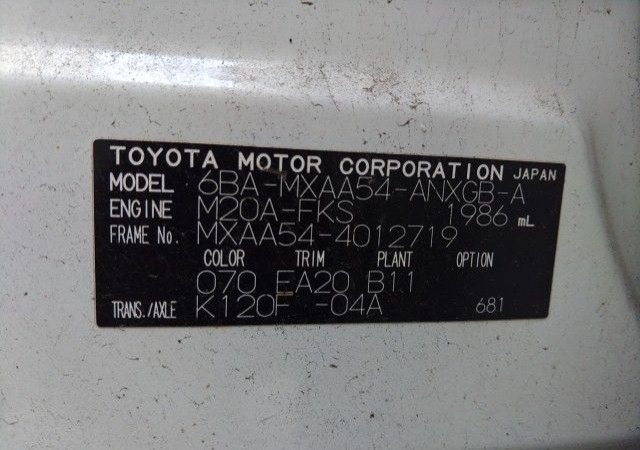 TOYOTA MOTOR CORPORATION JAPAN
MODEL 6BA-MXAA54-ANXGB-A
ENGINE M20A-FKS 1986 mL
FRAME No. MXAA54-4012719
COLOR TRIM PLANT OPTION
070 EA20 B11
TRANS./AXLE K120F -04A 681